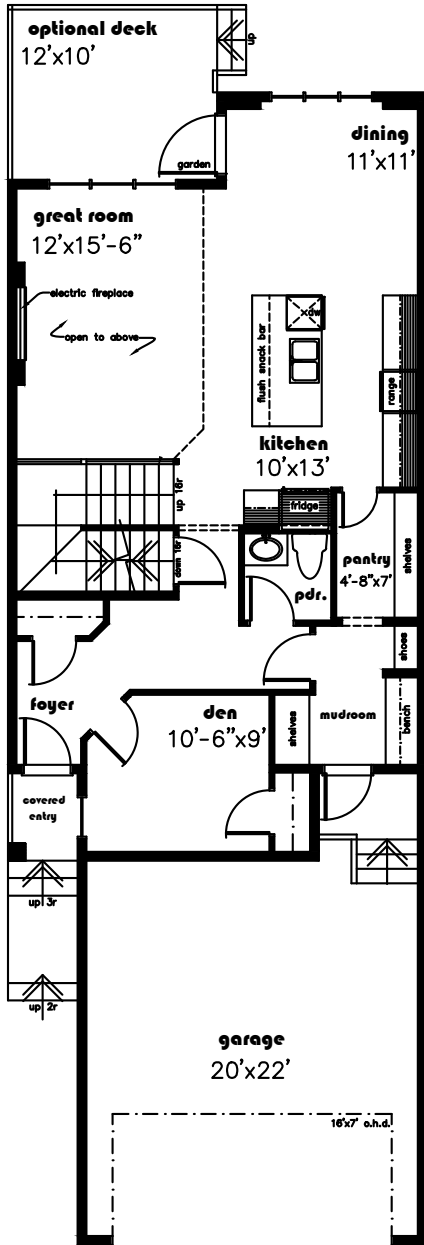 optional deck
12'x10'
up
garden
dining
11'x11'
great room
12'x15'-6"
electric fireplace
open to above
flush snack bar
dw
range
kitchen
10'x13'
fridge
up 16r
down 16r
pantry
4'-8"x7'
shelves
pdr.
shoes
foyer
den
10'-6"x9'
shelves
mudroom
bench
covered
entry
up 3r
up 2r
garage
20'x22'
16'x7' o.h.d.